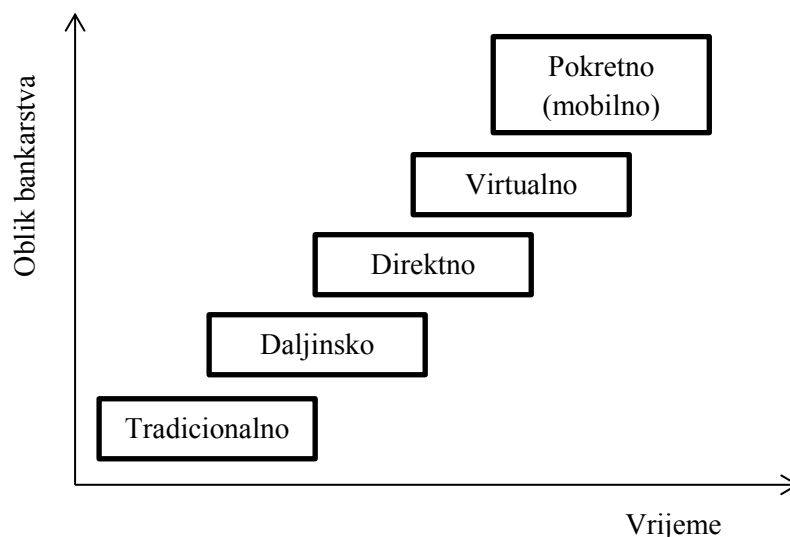 Pokretno
(mobilno)
Virtualno
Direktno
Daljinsko
Tradicionalno
Oblik bankarstva
Vrijeme